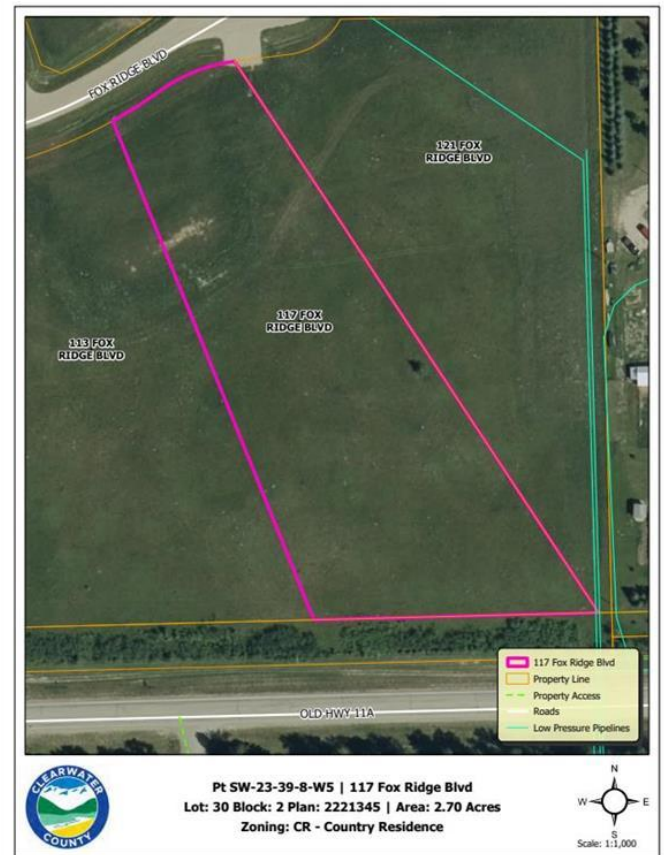 FOX RIDGE BLVD
121 FOX
RIDGE BLVD
117 FOX
RIDGE BLVD
113 FOX
RIDGE BLVD
117 Fox Ridge Blvd
Property Line
Property Access
Roads
Low Pressure Pipelines
OLD HWY 11A
CLEARWATER
COUNTY
Pt SW-23-39-8-W5 | 117 Fox Ridge Blvd
Lot: 30 Block: 2 Plan: 2221345 | Area: 2.70 Acres
Zoning: CR - Country Residence
N
W
E
S
Scale: 1:1,000